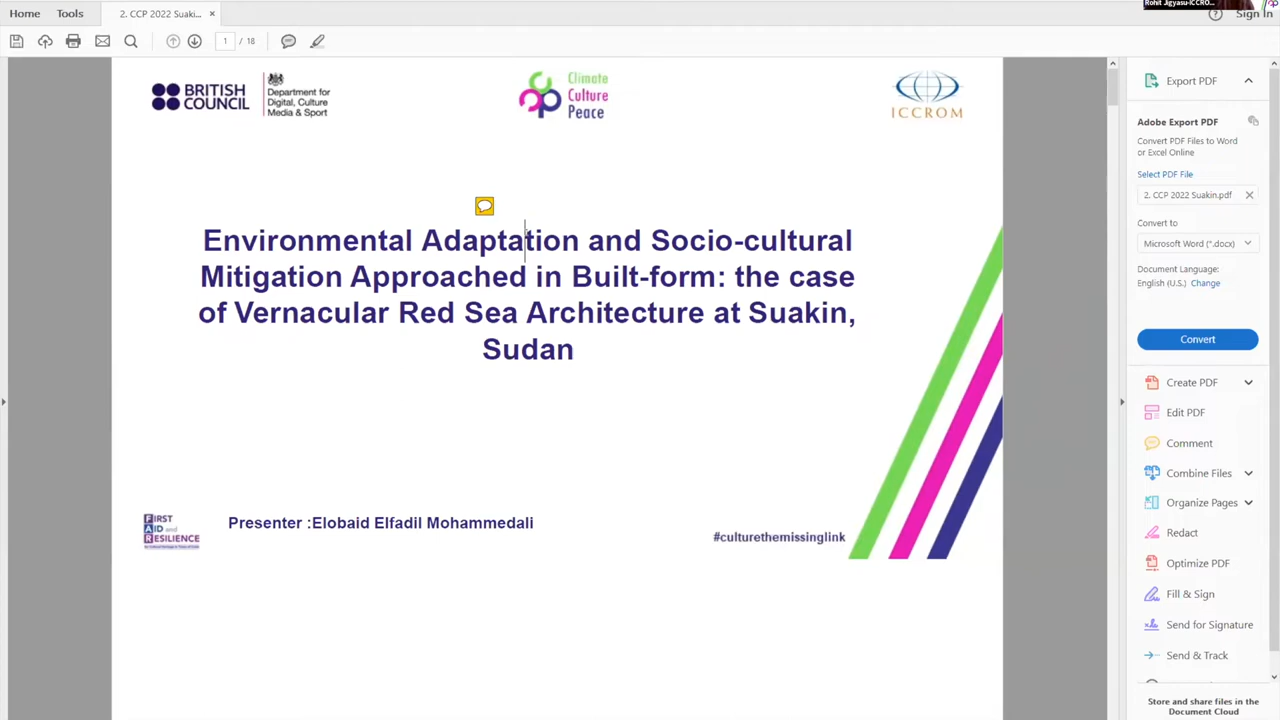 Rohit Jigyasu-ICCRO...
Home
Tools
2. CCP 2022 Suaki...
Sign In
1 / 18
BRITISH
COUNCIL
Department for
Digital, Culture
Media & Sport
Climate
Culture
Peace
ICCROM
Environmental Adaptation and Socio-cultural
Mitigation Approached in Built-form: the case
of Vernacular Red Sea Architecture at Suakin,
Sudan
FIRST
AID and
RESILIENCE
Presenter :Elobaid Elfadil Mohammedali
#culturethemissinglink
Export PDF
Adobe Export PDF
Convert PDF Files to Word
or Excel Online
Select PDF File
2. CCP 2022 Suakin.pdf
Convert to
Microsoft Word (*.docx)
Document Language:
English (U.S.) Change
Convert
Create PDF
Edit PDF
Comment
Combine Files
Organize Pages
Redact
Optimize PDF
Fill & Sign
Send for Signature
Send & Track
Store and share files in the
Document Cloud